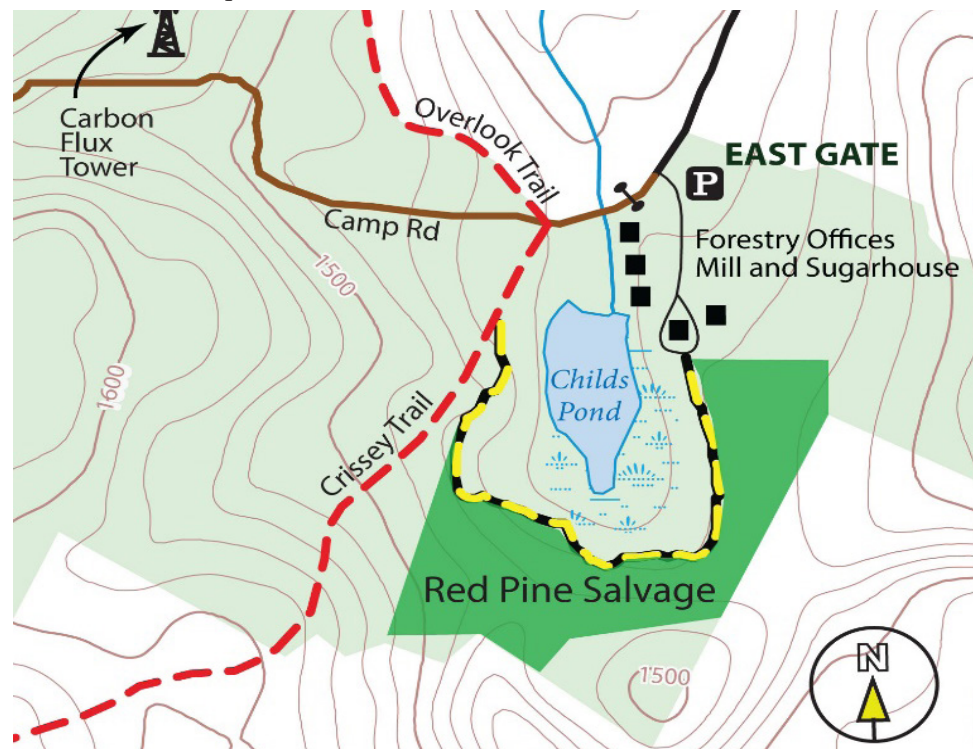 Carbon
Flux
Tower
Overlook Trail
P
EAST GATE
Camp Rd
Forestry Offices
Mill and Sugarhouse
1500
1600
Childs
Pond
Crissey Trail
Red Pine Salvage
1500
N